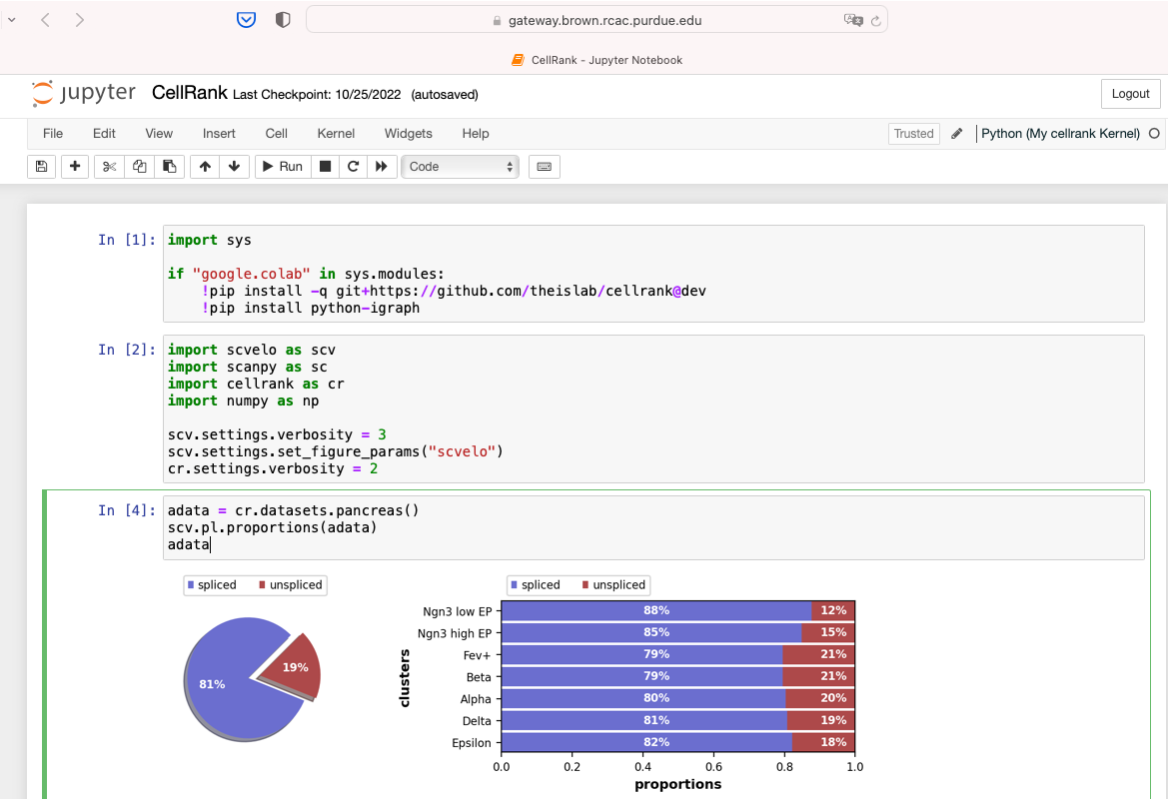 gateway.brown.rcac.purdue.edu
CellRank - Jupyter Notebook
jupyter CellRank Last Checkpoint: 10/25/2022 (autosaved)
Logout
File Edit View Insert Cell Kernel Widgets Help
Trusted Python (My cellrank Kernel)
Run Code
In [1]: import sys
if "google.colab" in sys.modules:
!pip install -q git+https://github.com/theislab/cellrank@dev
!pip install python-igraph
In [2]: import scvelo as scv
import scanpy as sc
import cellrank as cr
import numpy as np
scv.settings.verbosity = 3
scv.settings.set_figure_params("scvelo")
cr.settings.verbosity = 2
In [4]: adata = cr.datasets.pancreas()
scv.pl.proportions(adata)
adata
spliced unspliced
81% 19%
spliced unspliced
clusters
Ngn3 low EP 88% 12%
Ngn3 high EP 85% 15%
Fev+ 79% 21%
Beta 79% 21%
Alpha 80% 20%
Delta 81% 19%
Epsilon 82% 18%
0.0 0.2 0.4 0.6 0.8 1.0
proportions